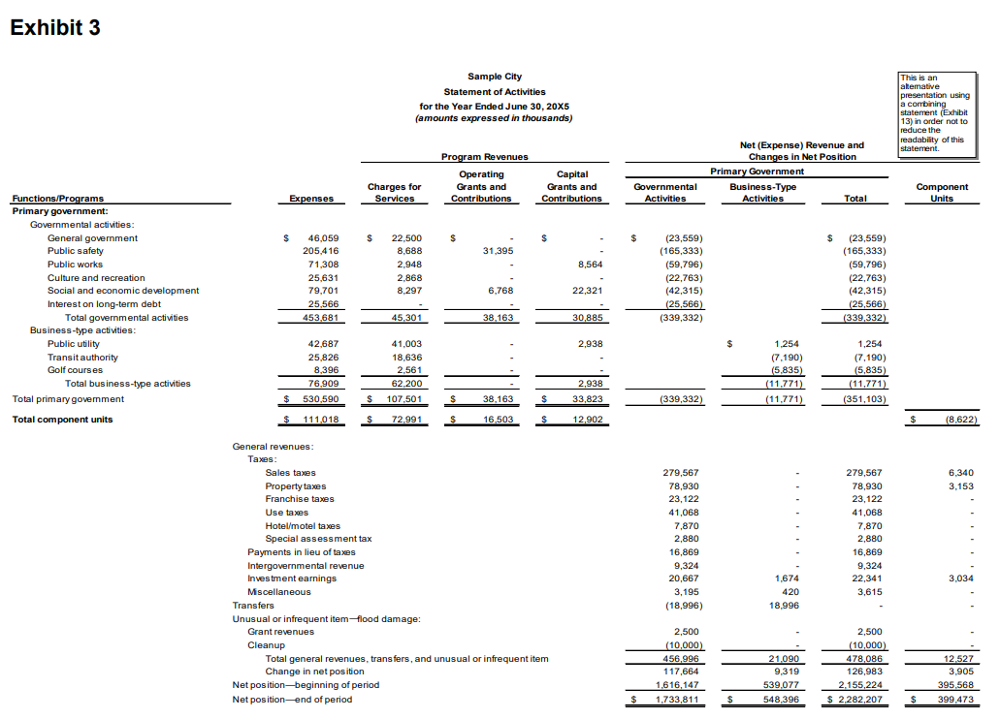 Exhibit 3
Sample City
Statement of Activities
for the Year Ended June 30, 20X5
(amounts expressed in thousands)
This is an
alternative
presentation using
a combining
statement (Exhibit
13) in order not to
reduce the
readability of this
statement.
Net (Expense) Revenue and
Program Revenues Changes in Net Position
Operating Capital Primary Government
Charges for Grants and Grants and Governmental Business-Type Component
Functions/Programs Expenses Services Contributions Contributions Activities Activities Total Units
Primary government:
Governmental activities:
General government $ 46,059 $ 22,500 $ - $ - $ (23,559) $ (23,559)
Public safety 205,416 8,688 31,395 - (165,333) (165,333)
Public works 71,308 2,948 - 8,564 (59,796) (59,796)
Culture and recreation 25,631 2,868 - - (22,763) (22,763)
Social and economic development 79,701 8,297 6,768 22,321 (42,315) (42,315)
Interest on long-term debt 25,566 - - - (25,566) (25,566)
Total governmental activities 453,681 45,301 38,163 30,885 (339,332) (339,332)
Business-type activities:
Public utility 42,687 41,003 - 2,938 $ 1,254 1,254
Transit authority 25,826 18,636 - - (7,190) (7,190)
Golf courses 8,396 2,561 - - (5,835) (5,835)
Total business-type activities 76,909 62,200 - 2,938 (11,771) (11,771)
Total primary government $ 530,590 $ 107,501 $ 38,163 $ 33,823 (339,332) (11,771) (351,103)
Total component units $ 111,018 $ 72,991 $ 16,503 $ 12,902 $ (8,622)
General revenues:
Taxes:
Sales taxes 279,567 - 279,567 6,340
Property taxes 78,930 - 78,930 3,153
Franchise taxes 23,122 - 23,122 -
Use taxes 41,068 - 41,068 -
Hotel/motel taxes 7,870 - 7,870 -
Special assessment tax 2,880 - 2,880 -
Payments in lieu of taxes 16,869 - 16,869 -
Intergovernmental revenue 9,324 - 9,324 -
Investment earnings 20,667 1,674 22,341 3,034
Miscellaneous 3,195 420 3,615 -
Transfers (18,996) 18,996 - -
Unusual or infrequent item—flood damage:
Grant revenues 2,500 - 2,500 -
Cleanup (10,000) - (10,000) -
Total general revenues, transfers, and unusual or infrequent item 456,996 21,090 478,086 12,527
Change in net position 117,664 9,319 126,983 3,905
Net position—beginning of period 1,616,147 539,077 2,155,224 395,568
Net position—end of period $ 1,733,811 $ 548,396 $ 2,282,207 $ 399,473